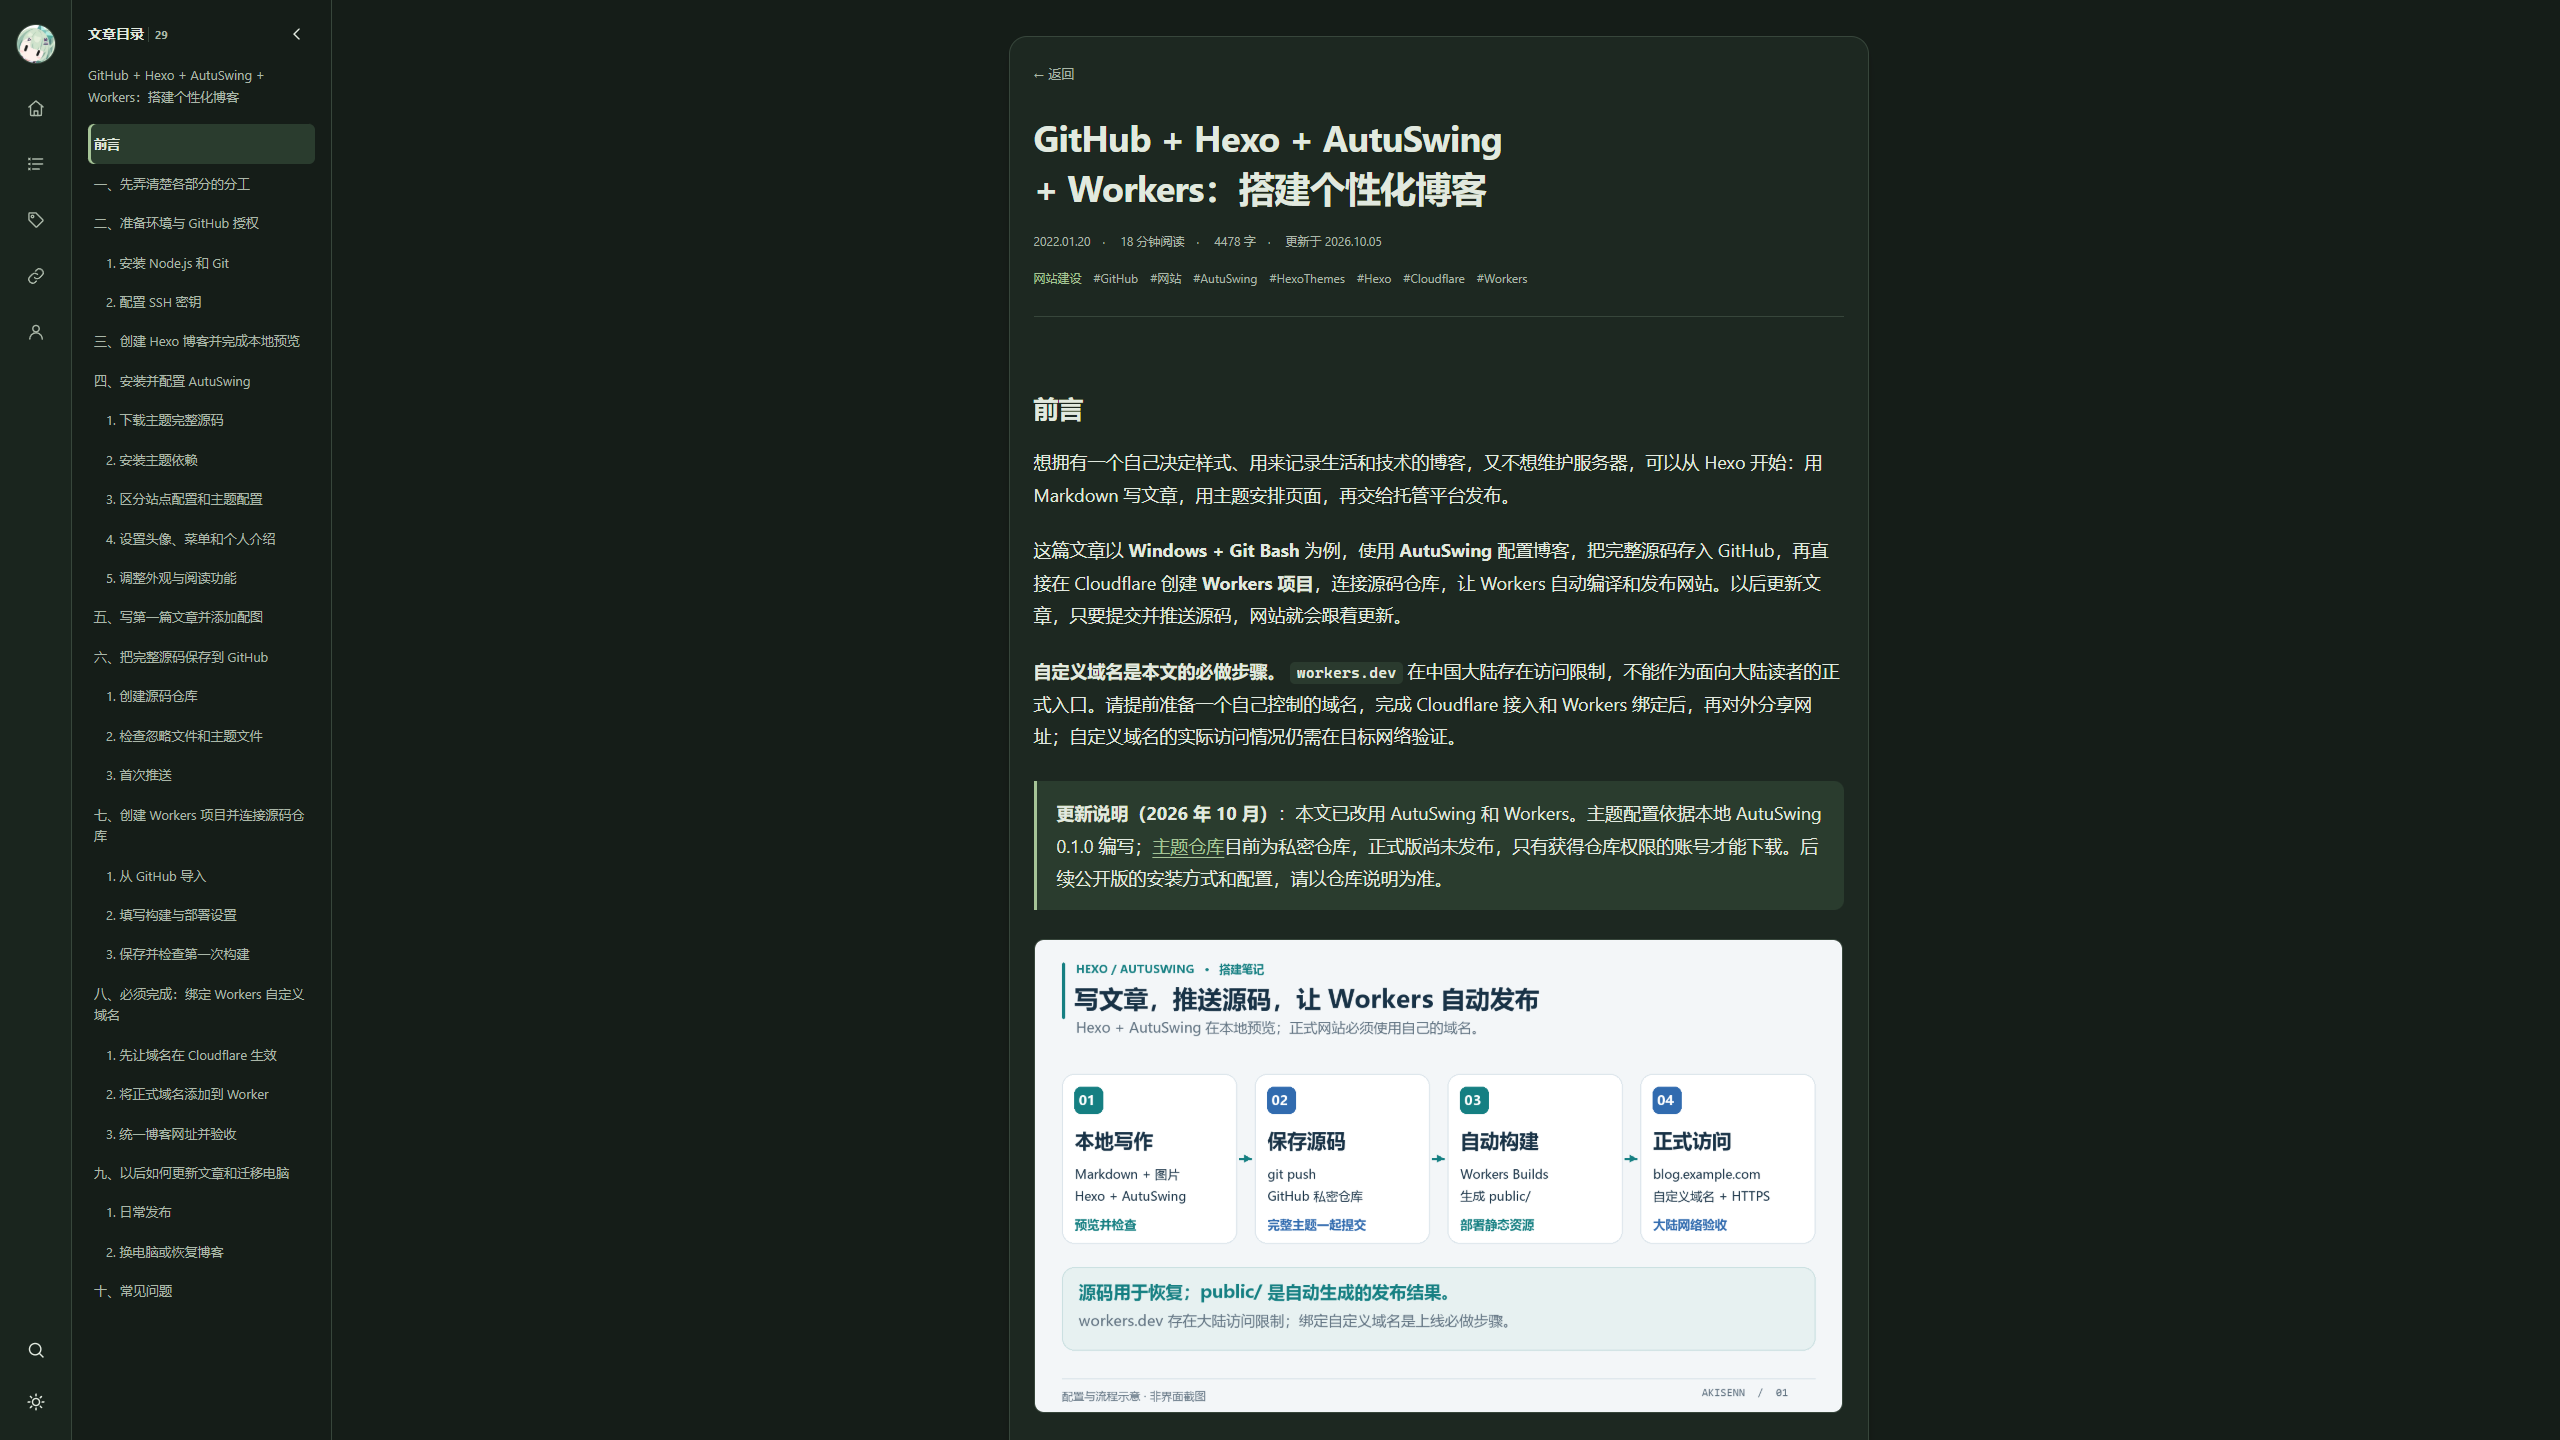 文章目录 29
GitHub + Hexo + AutuSwing +
Workers：搭建个性化博客
前言
一、先弄清楚各部分的分工
二、准备环境与 GitHub 授权
1. 安装 Node.js 和 Git
2. 配置 SSH 密钥
三、创建 Hexo 博客并完成本地预览
四、安装并配置 AutuSwing
1. 下载主题完整源码
2. 安装主题依赖
3. 区分站点配置和主题配置
4. 设置头像、菜单和个人介绍
5. 调整外观与阅读功能
五、写第一篇文章并添加配图
六、把完整源码保存到 GitHub
1. 创建源码仓库
2. 检查忽略文件和主题文件
3. 首次推送
七、创建 Workers 项目并连接源码仓
库
1. 从 GitHub 导入
2. 填写构建与部署设置
3. 保存并检查第一次构建
八、必须完成：绑定 Workers 自定义
域名
1. 先让域名在 Cloudflare 生效
2. 将正式域名添加到 Worker
3. 统一博客网址并验收
九、以后如何更新文章和迁移电脑
1. 日常发布
2. 换电脑或恢复博客
十、常见问题
← 返回
GitHub + Hexo + AutuSwing
+ Workers：搭建个性化博客
2022.01.20 · 18 分钟阅读 · 4478 字 · 更新于 2026.10.05
网站建设 #GitHub #网站 #AutuSwing #HexoThemes #Hexo #Cloudflare #Workers
前言
想拥有一个自己决定样式、用来记录生活和技术的博客，又不想维护服务器，可以从 Hexo 开始：用
Markdown 写文章，用主题安排页面，再交给托管平台发布。
这篇文章以 Windows + Git Bash 为例，使用 AutuSwing 配置博客，把完整源码存入 GitHub，再直
接在 Cloudflare 创建 Workers 项目，连接源码仓库，让 Workers 自动编译和发布网站。以后更新文
章，只要提交并推送源码，网站就会跟着更新。
自定义域名是本文的必做步骤。 workers.dev 在中国大陆存在访问限制，不能作为面向大陆读者的正
式入口。请提前准备一个自己控制的域名，完成 Cloudflare 接入和 Workers 绑定后，再对外分享网
址；自定义域名的实际访问情况仍需在目标网络验证。
更新说明（2026 年 10 月）：本文已改用 AutuSwing 和 Workers。主题配置依据本地 AutuSwing
0.1.0 编写；主题仓库目前为私密仓库，正式版尚未发布，只有获得仓库权限的账号才能下载。后
续公开版的安装方式和配置，请以仓库说明为准。
HEXO / AUTUSWING • 搭建笔记
写文章，推送源码，让 Workers 自动发布
Hexo + AutuSwing 在本地预览；正式网站必须使用自己的域名。
01
本地写作
Markdown + 图片
Hexo + AutuSwing
预览并检查
02
保存源码
git push
GitHub 私密仓库
完整主题一起提交
03
自动构建
Workers Builds
生成 public/
部署静态资源
04
正式访问
blog.example.com
自定义域名 + HTTPS
大陆网络验收
源码用于恢复；public/ 是自动生成的发布结果。
workers.dev 存在大陆访问限制；绑定自定义域名是上线必做步骤。
配置与流程示意 · 非界面截图
AKISENN / 01